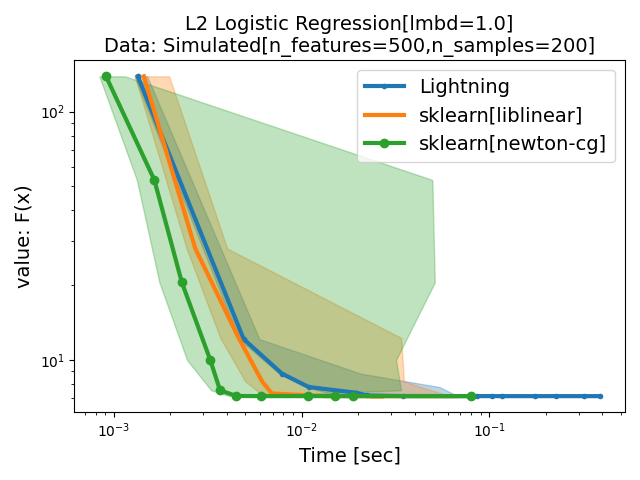 L2 Logistic Regression[lmbd=1.0]
Data: Simulated[n_features=500,n_samples=200]
value: F(x)
10²
10¹
Lightning
sklearn[liblinear]
sklearn[newton-cg]
10⁻³
10⁻²
10⁻¹
Time [sec]